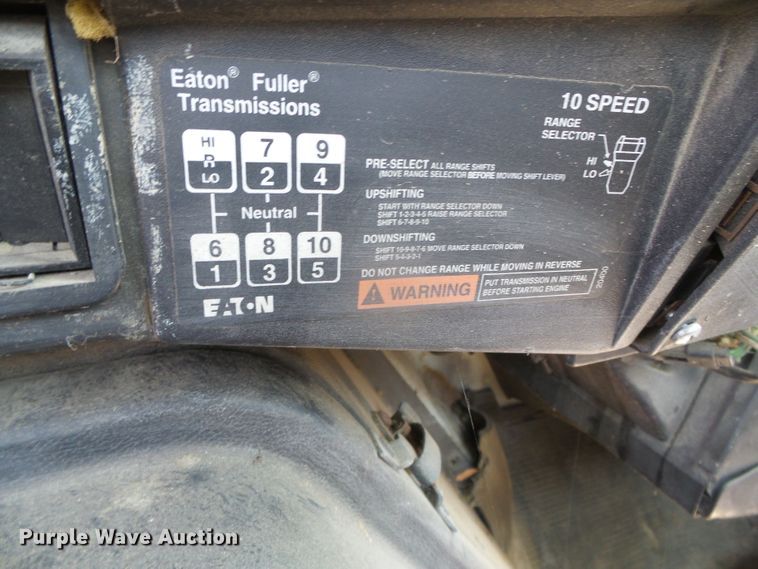 Eaton® Fuller®
Transmissions
10 SPEED
RANGE
SELECTOR
HI
LO
HI
R
LO
7
2
9
4
Neutral
6
1
8
3
10
5
EATON
PRE-SELECT ALL RANGE SHIFTS
(MOVE RANGE SELECTOR BEFORE MOVING SHIFT LEVER)
UPSHIFTING
START WITH RANGE SELECTOR DOWN
SHIFT 1-2-3-4-5 RAISE RANGE SELECTOR
SHIFT 6-7-8-9-10
DOWNSHIFTING
SHIFT 10-9-8-7-6 MOVE RANGE SELECTOR DOWN
SHIFT 5-4-3-2-1
DO NOT CHANGE RANGE WHILE MOVING IN REVERSE
WARNING
PUT TRANSMISSION IN NEUTRAL
BEFORE STARTING ENGINE
Purple Wave Auction